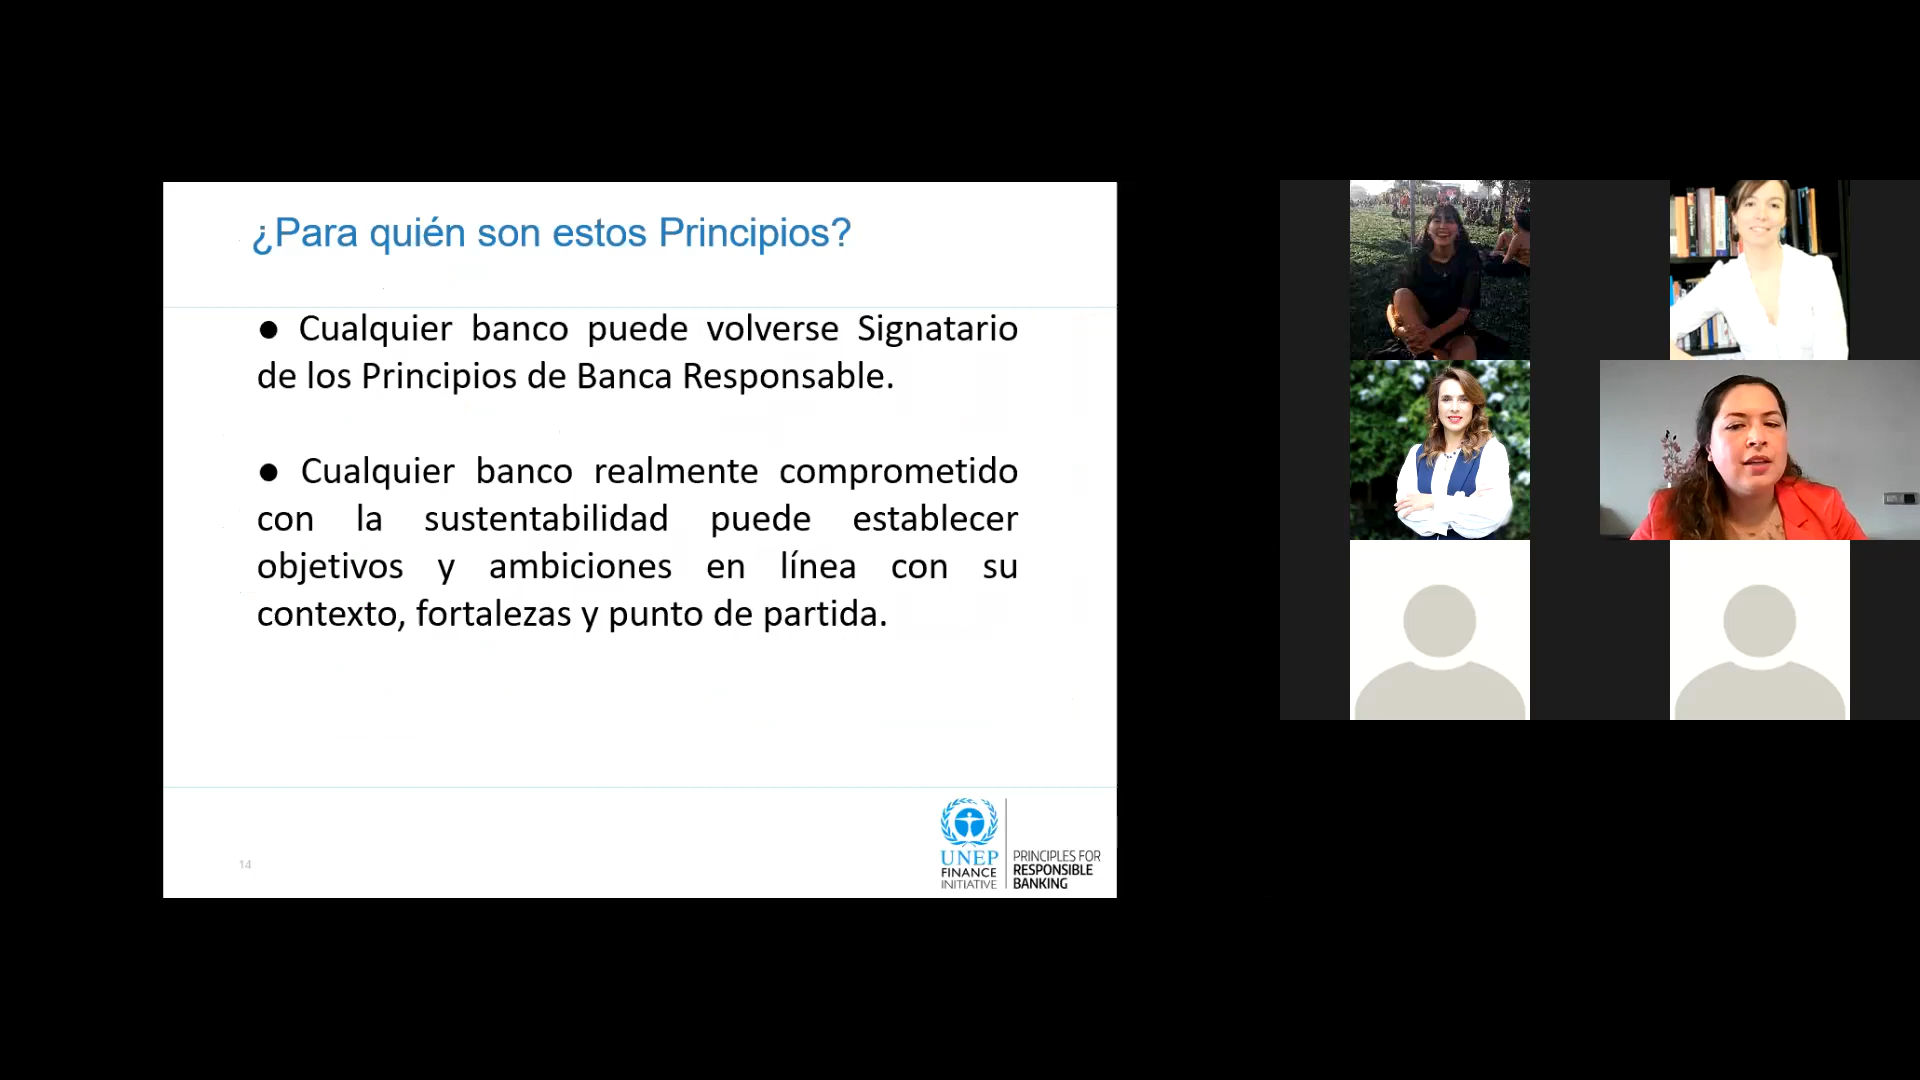 ¿Para quién son estos Principios?
● Cualquier banco puede volverse Signatario
de los Principios de Banca Responsable.
● Cualquier banco realmente comprometido
con la sustentabilidad puede establecer
objetivos y ambiciones en línea con su
contexto, fortalezas y punto de partida.
14
UNEP
FINANCE
INITIATIVE
PRINCIPLES FOR
RESPONSIBLE
BANKING